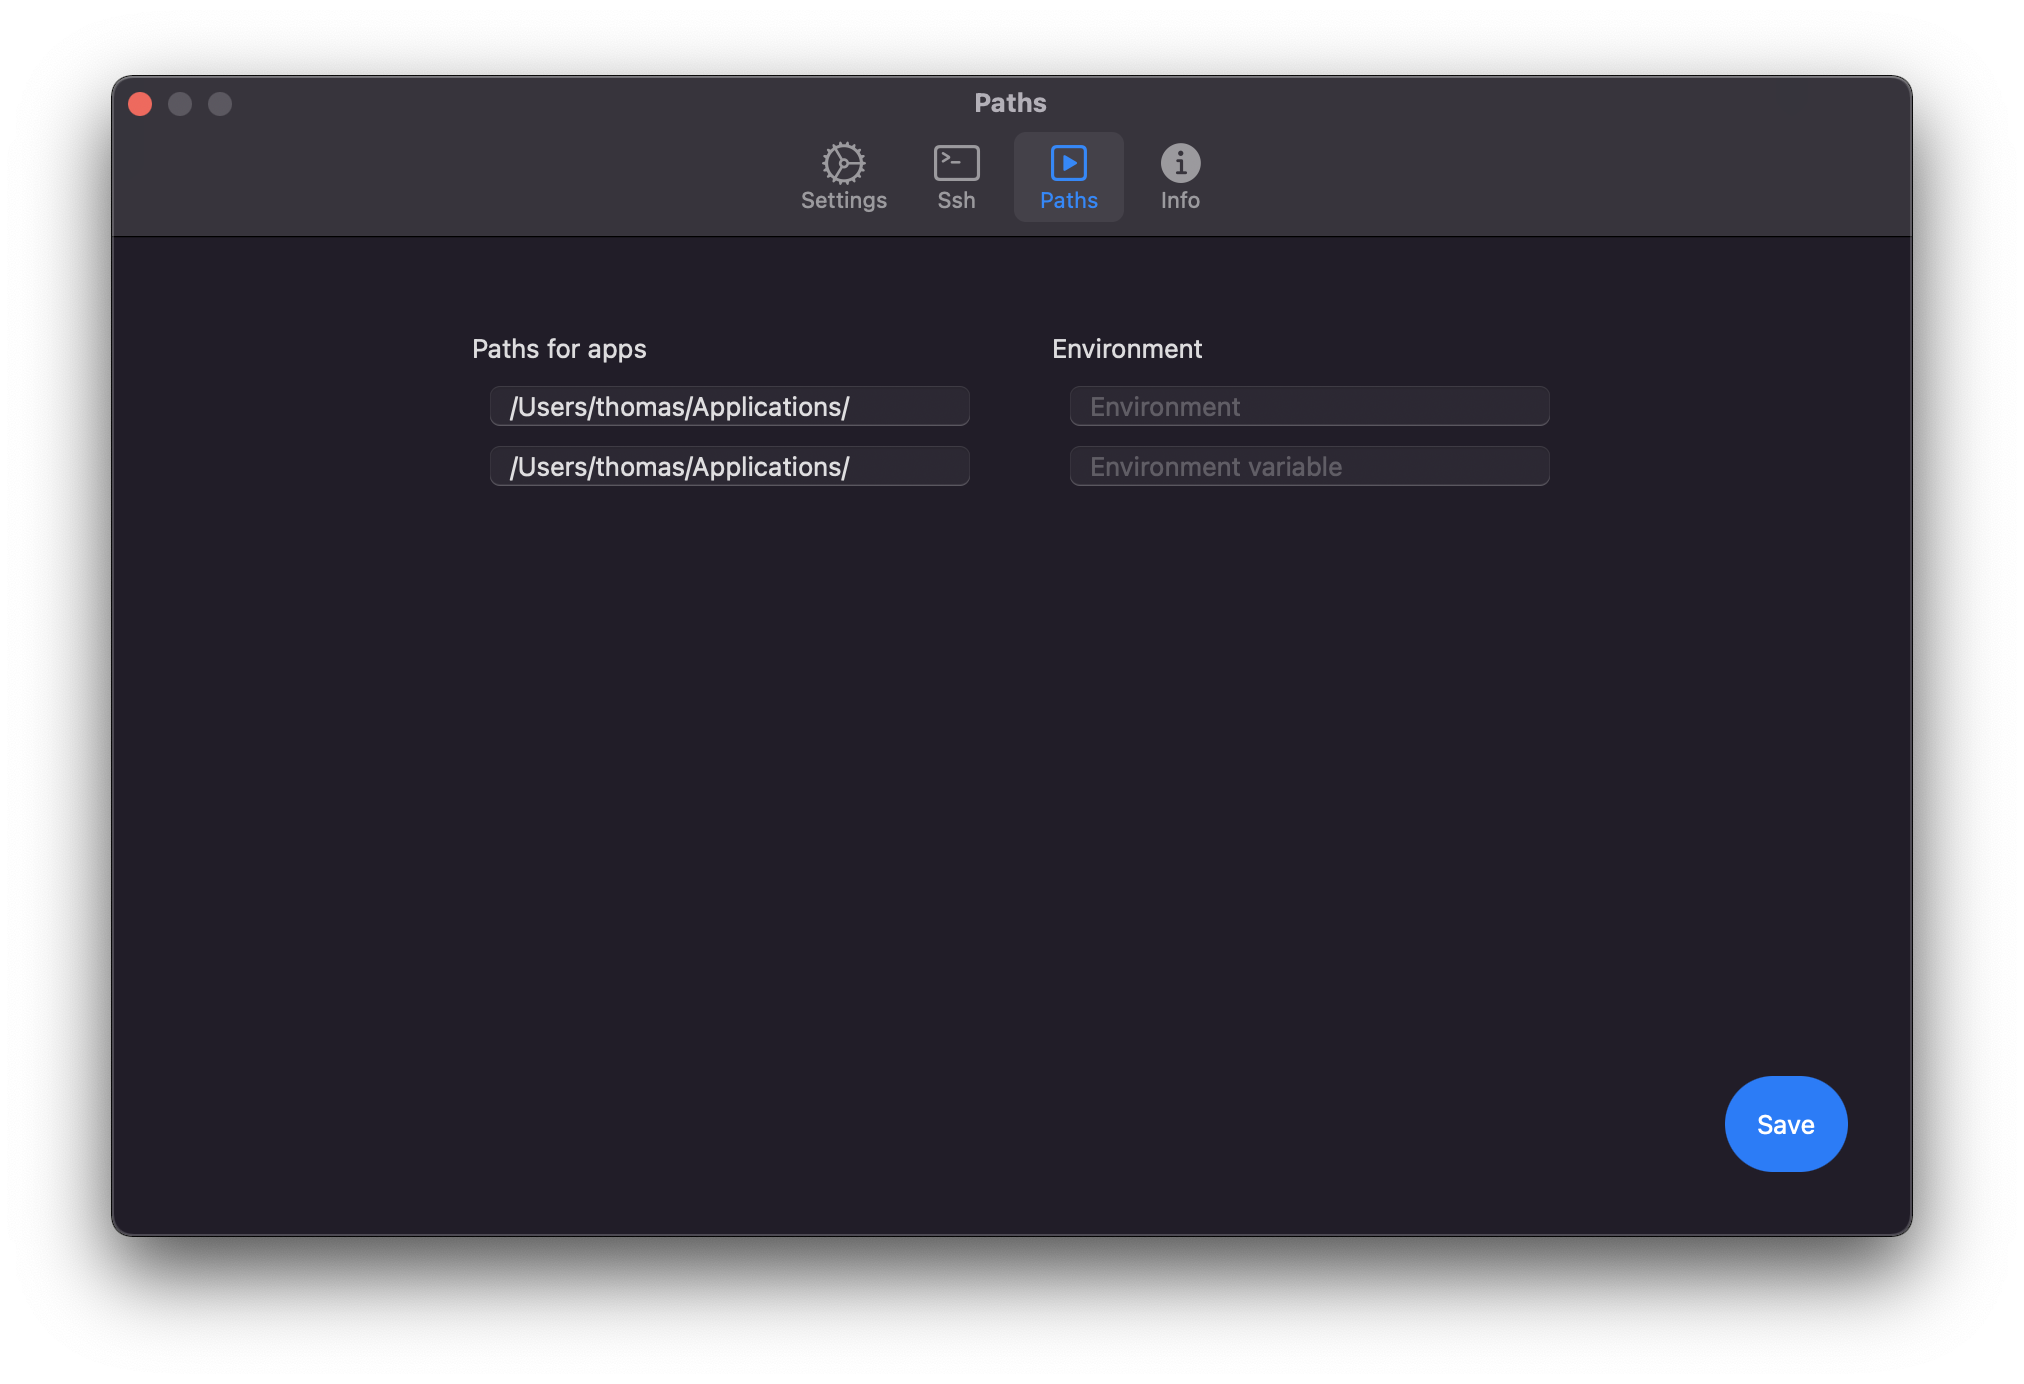 Paths
Settings
Ssh
Paths
Info
Paths for apps
Environment
/Users/thomas/Applications/
Environment
/Users/thomas/Applications/
Environment variable
Save